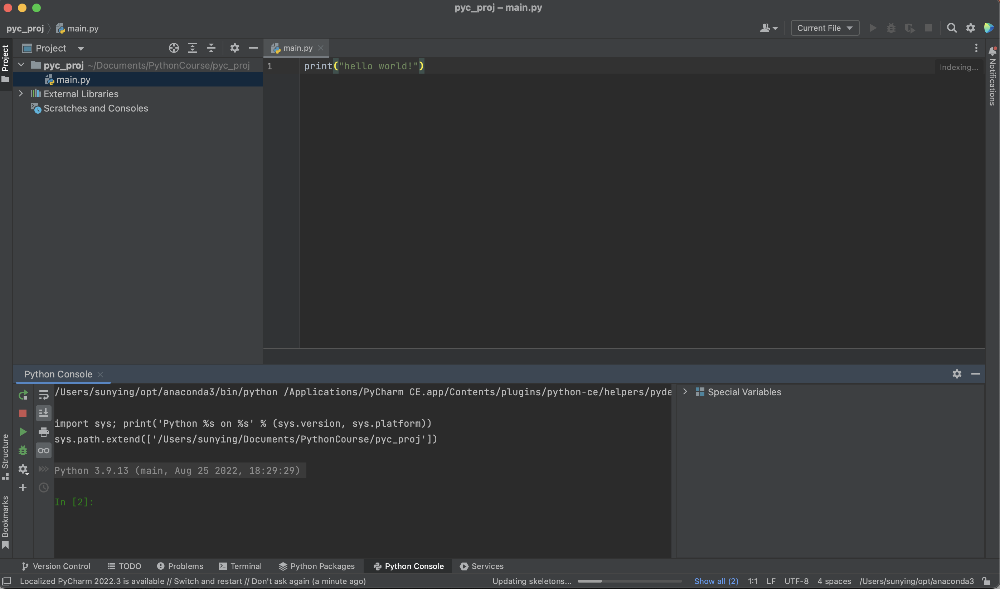 pyc_proj – main.py
pyc_proj main.py
Current File
Project
Project
main.py
pyc_proj ~/Documents/PythonCourse/pyc_proj
main.py
External Libraries
Scratches and Consoles
1 print("hello world!")
Indexing...
Notifications
Python Console
/Users/sunying/opt/anaconda3/bin/python /Applications/PyCharm CE.app/Contents/plugins/python-ce/helpers/pyde
import sys; print('Python %s on %s' % (sys.version, sys.platform))
sys.path.extend(['/Users/sunying/Documents/PythonCourse/pyc_proj'])
Python 3.9.13 (main, Aug 25 2022, 18:29:29)
In [2]:
Special Variables
Structure
Bookmarks
Version Control TODO Problems Terminal Python Packages Python Console Services
Localized PyCharm 2022.3 is available // Switch and restart // Don't ask again (a minute ago) Updating skeletons... Show all (2) 1:1 LF UTF-8 4 spaces /Users/sunying/opt/anaconda3